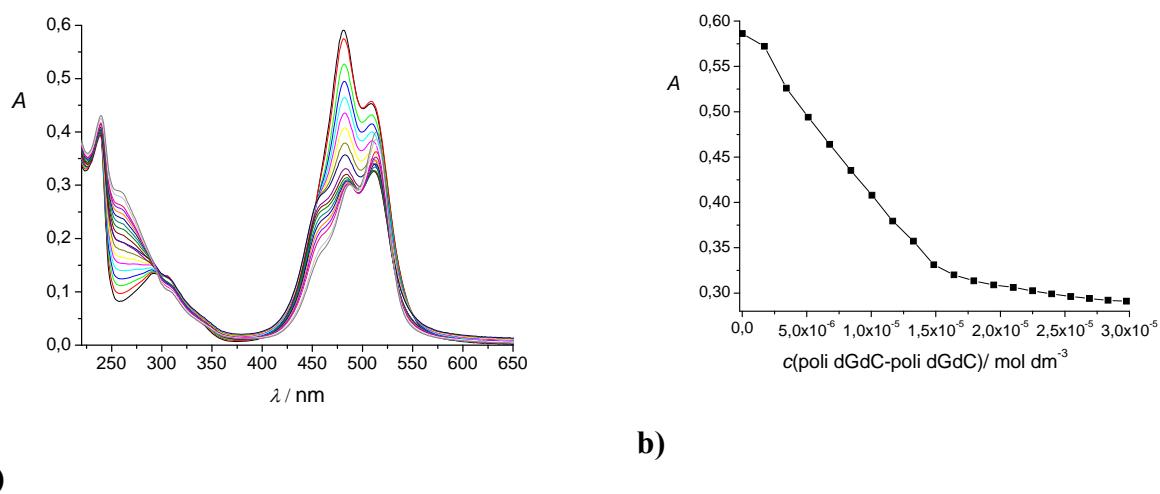 0,6
0,5
A
0,4
0,3
0,2
0,1
0,0
250 300 350 400 450 500 550 600 650
λ / nm
)
0,60
0,55
A
0,50
0,45
0,40
0,35
0,30
0,0 5,0x10⁻⁶ 1,0x10⁻⁵ 1,5x10⁻⁵ 2,0x10⁻⁵ 2,5x10⁻⁵ 3,0x10⁻⁵
c(poli dGdC-poli dGdC)/ mol dm⁻³
b)